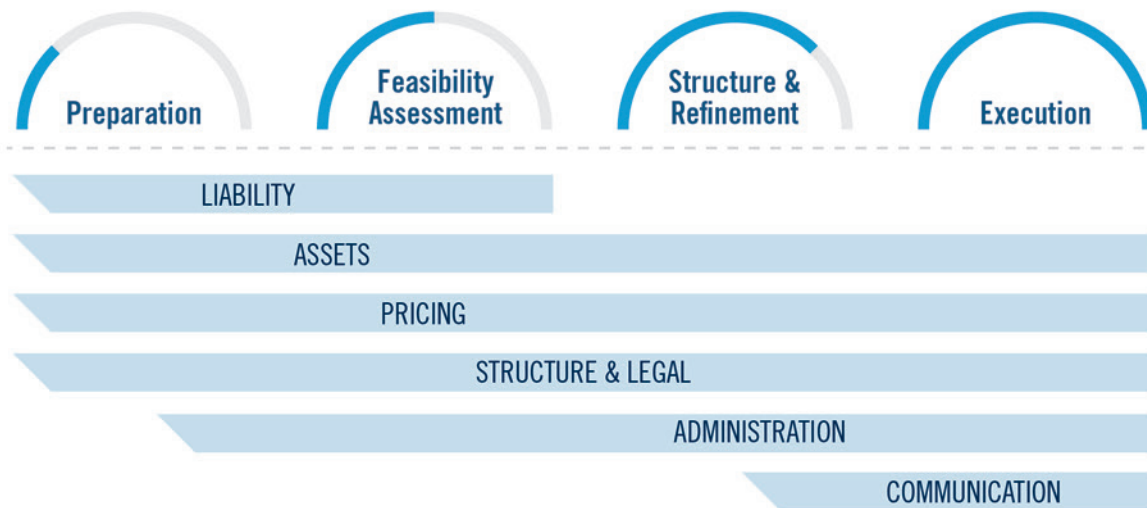 Preparation
Feasibility
Assessment
Structure &
Refinement
Execution
LIABILITY
ASSETS
PRICING
STRUCTURE & LEGAL
ADMINISTRATION
COMMUNICATION